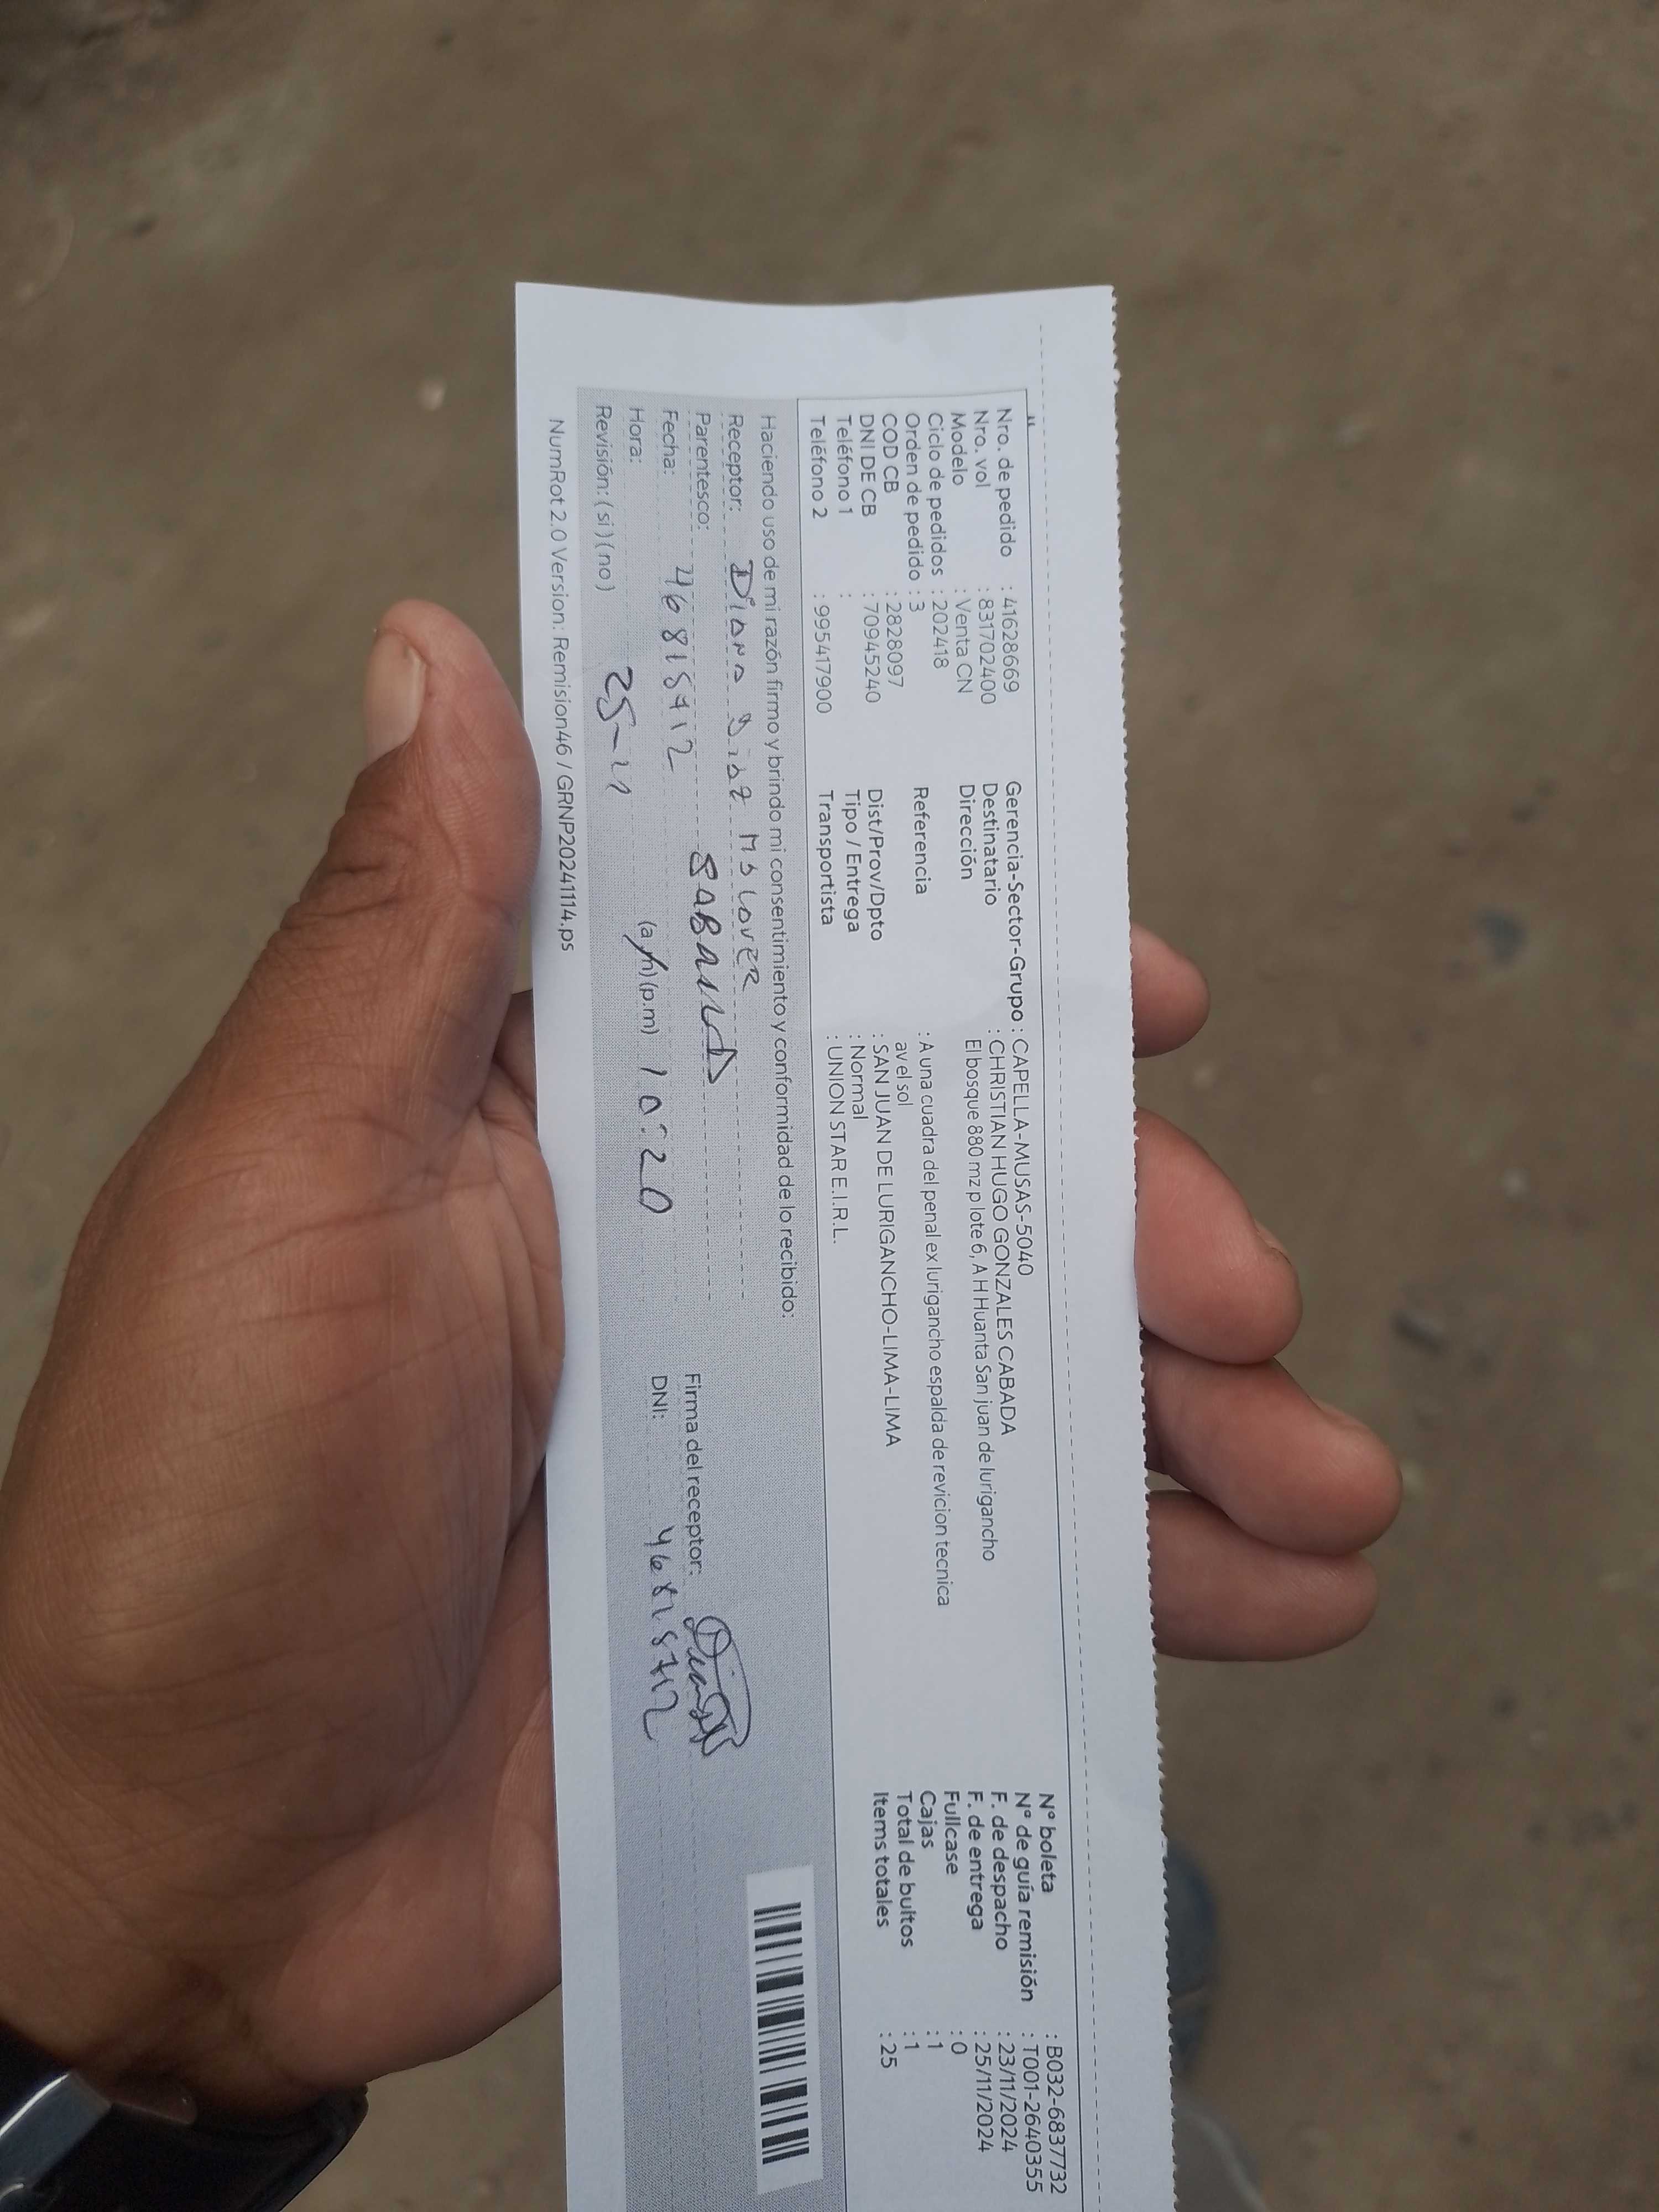 Nro. de pedido : 41628669
Nro. vol : 831702400
Modelo : Venta CN
Ciclo de pedidos : 202418
Orden de pedido : 3
COD CB : 2828097
DNI DE CB : 70945240
Teléfono 1 :
Teléfono 2 : 995417900
Gerencia-Sector-Grupo : CAPELLA-MUSAS-5040
Destinatario : CHRISTIAN HUGO GONZALES CABADA
Dirección El bosque 880 mz p lote 6, A H Huanta San juan de lurigancho
Referencia : A una cuadra del penal ex lurigancho espalda de revicion tecnica
av el sol
Dist/Prov/Dpto : SAN JUAN DE LURIGANCHO-LIMA-LIMA
Tipo / Entrega : Normal
Transportista : UNION STAR E.I.R.L.
N° boleta : B032-6837732
N° de guía remisión : T001-2640355
F. de despacho : 23/11/2024
F. de entrega : 25/11/2024
Fullcase : 0
Cajas : 1
Total de bultos : 1
Items totales : 25
Haciendo uso de mi razón firmo y brindo mi consentimiento y conformidad de lo recibido:
Receptor: Diana Diaz
Parentesco:
Fecha:
Hora: 25-11 (a.m) (p.m) 10:20
Revisión: (si) (no)
Firma del receptor:
DNI:
NumRot 2.0 Version: Remision46 / GRNP20241114.ps